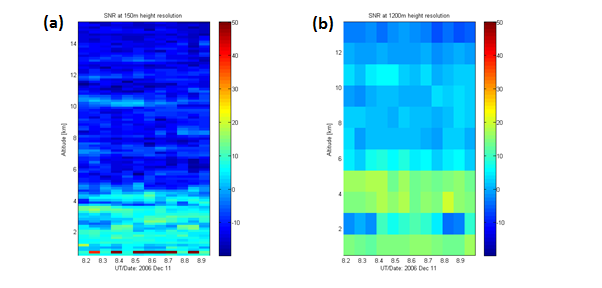 (a)
SNR at 150m height resolution
Altitude [km]
14
12
10
8
6
4
2
8.2 8.3 8.4 8.5 8.6 8.7 8.8 8.9
UT/Date: 2006 Dec 11
50
40
30
20
10
0
-10
(b)
SNR at 1200m height resolution
Altitude [km]
12
10
8
6
4
2
8.2 8.3 8.4 8.5 8.6 8.7 8.8 8.9
UT/Date: 2006 Dec 11
50
40
30
20
10
0
-10